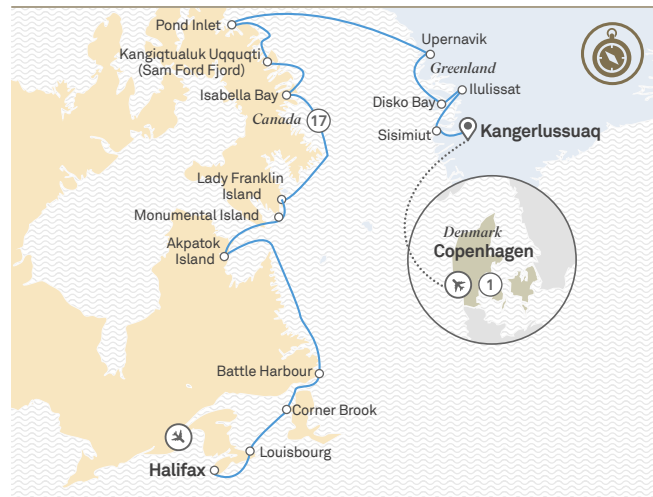 Pond Inlet
Kangiqtualuk Uqquqti
(Sam Ford Fjord)
Isabella Bay
Canada
17
Upernavik
Greenland
Disko Bay
Ilulissat
Sisimiut
Kangerlussuaq
Lady Franklin
Island
Monumental Island
Akpatok
Island
Denmark
Copenhagen
1
Battle Harbour
Corner Brook
Louisbourg
Halifax